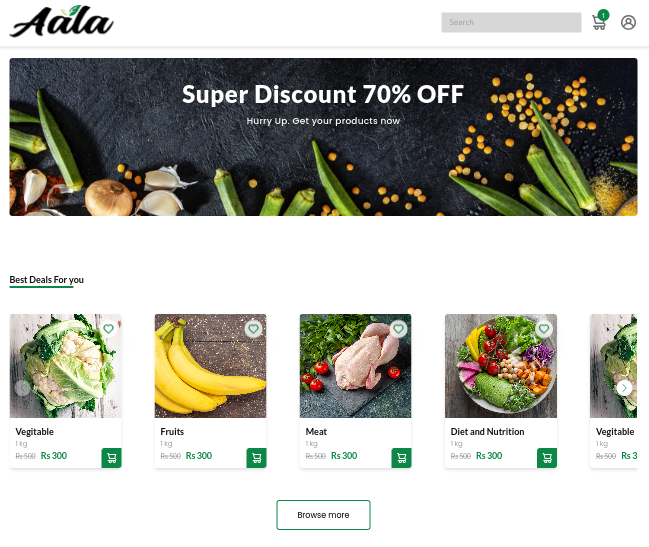 Aala
Search
1
Super Discount 70% OFF
Hurry Up. Get your products now
Best Deals For you
Vegitable
1 kg
Rs 500 Rs 300
Fruits
1 kg
Rs 500 Rs 300
Meat
1 kg
Rs 500 Rs 300
Diet and Nutrition
1 kg
Rs 500 Rs 300
Vegitable
1 kg
Rs 500 Rs 3
Browse more